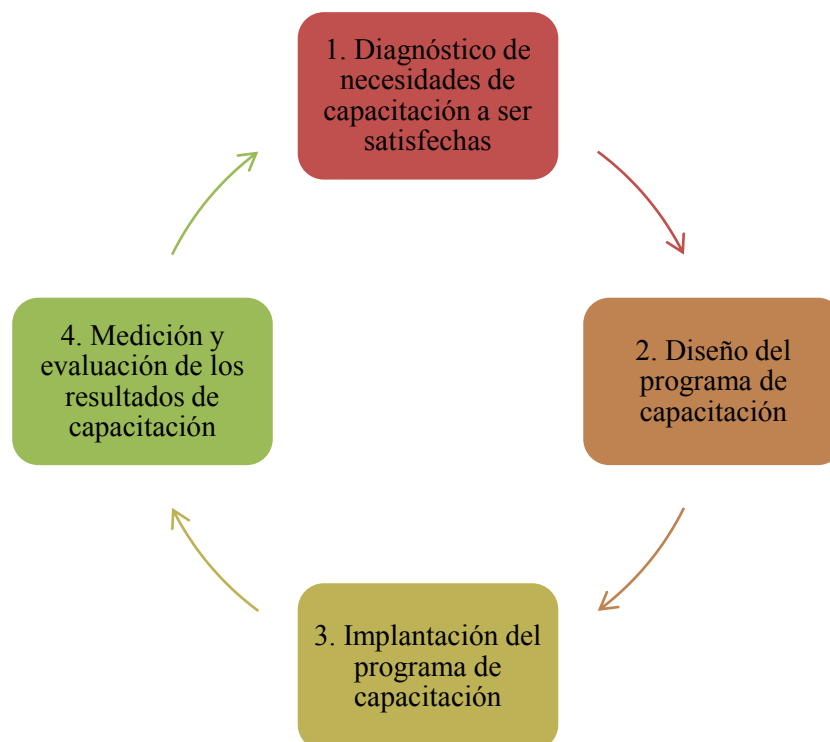 1. Diagnóstico de
necesidades de
capacitación a ser
satisfechas
2. Diseño del
programa de
capacitación
3. Implantación del
programa de
capacitación
4. Medición y
evaluación de los
resultados de
capacitación